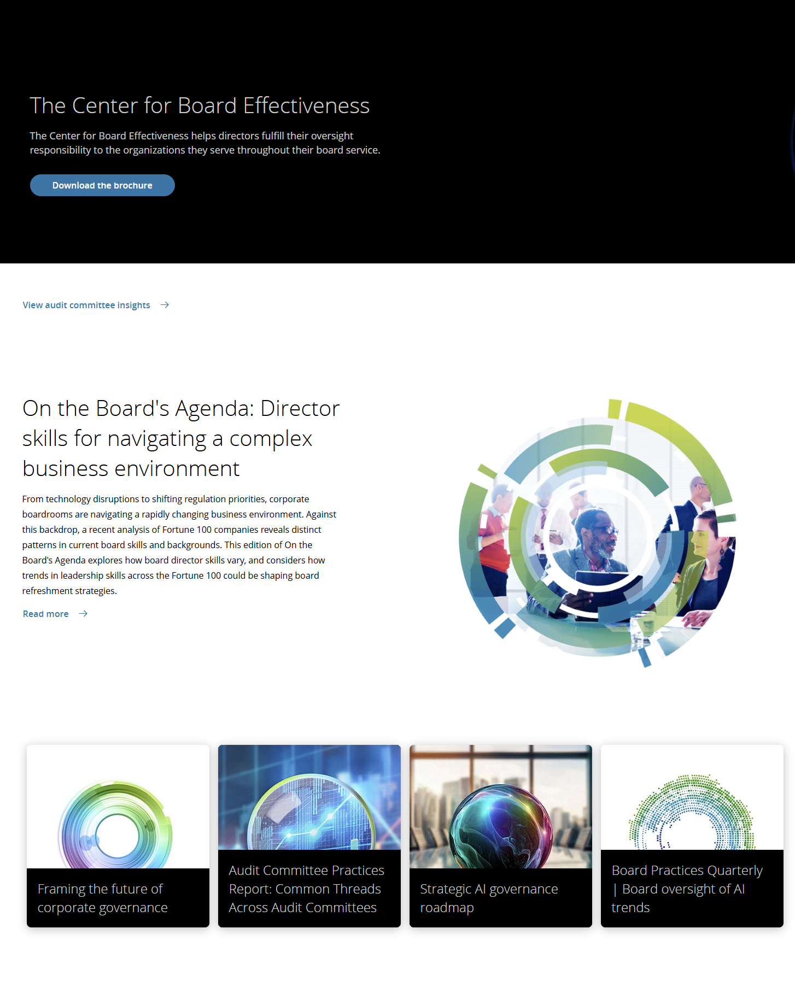 The Center for Board Effectiveness
The Center for Board Effectiveness helps directors fulfill their oversight
responsibility to the organizations they serve throughout their board service.
Download the brochure
View audit committee insights
On the Board's Agenda: Director
skills for navigating a complex
business environment
From technology disruptions to shifting regulation priorities, corporate
boardrooms are navigating a rapidly changing business environment. Against
this backdrop, a recent analysis of Fortune 100 companies reveals distinct
patterns in current board skills and backgrounds. This edition of On the
Board's Agenda explores how board director skills vary, and considers how
trends in leadership skills across the Fortune 100 could be shaping board
refreshment strategies.
Read more
Framing the future of
corporate governance
Audit Committee Practices
Report: Common Threads
Across Audit Committees
Strategic AI governance
roadmap
Board Practices Quarterly
| Board oversight of AI
trends